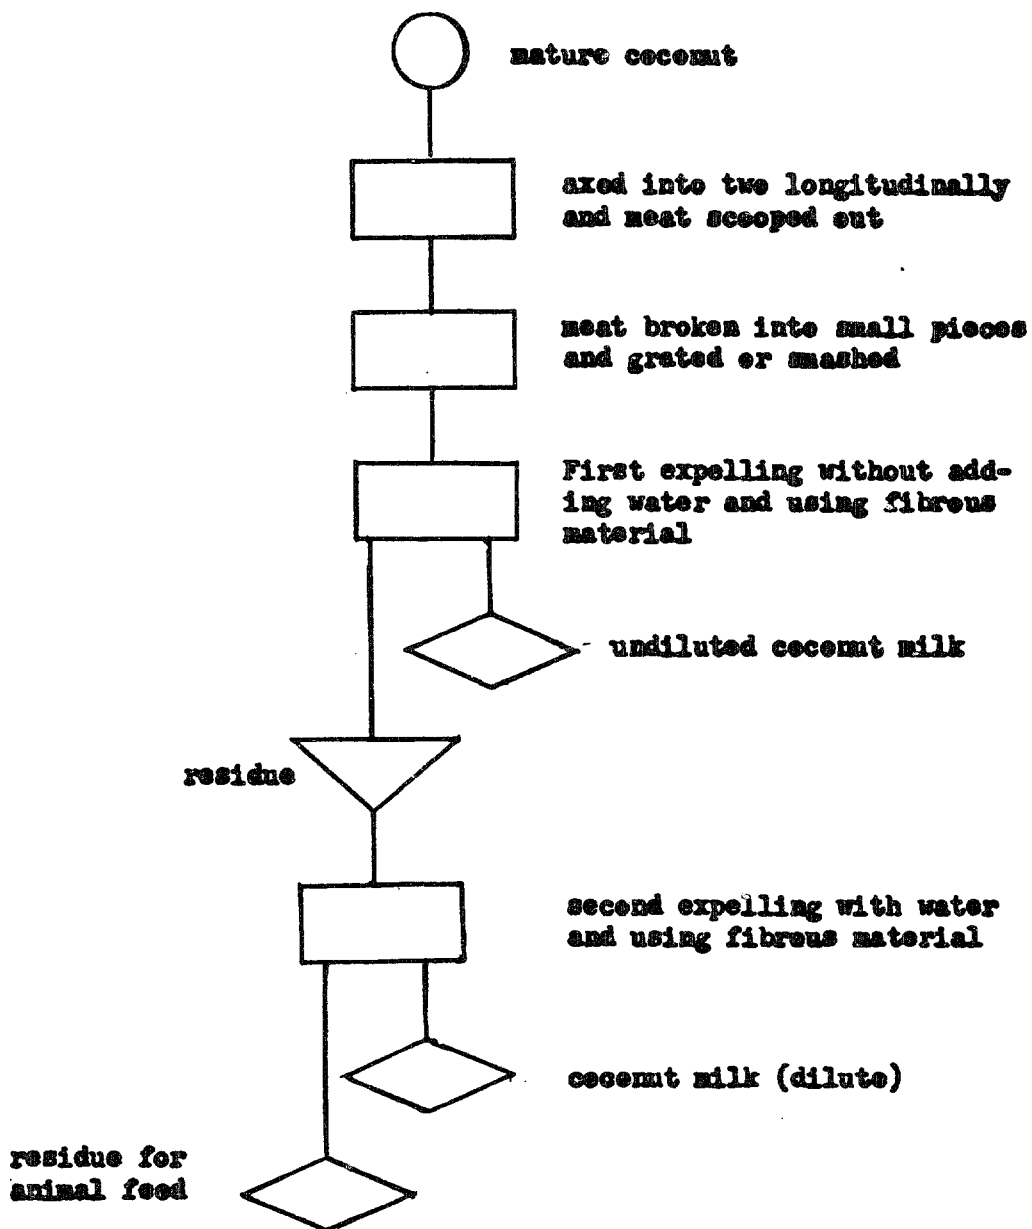 mature coconut
axed into two longitudinally
and meat scooped out
meat broken into small pieces
and grated or smashed
First expelling without add-
ing water and using fibrous
material
undiluted coconut milk
residue
second expelling with water
and using fibrous material
coconut milk (dilute)
residue for
animal feed